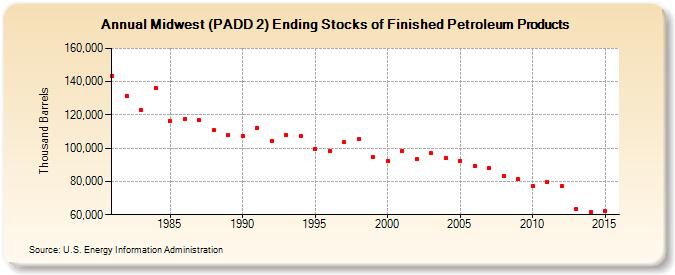 Annual Midwest (PADD 2) Ending Stocks of Finished Petroleum Products
160,000
140,000
120,000
100,000
80,000
60,000
Thousand Barrels
1985 1990 1995 2000 2005 2010 2015
Source: U.S. Energy Information Administration